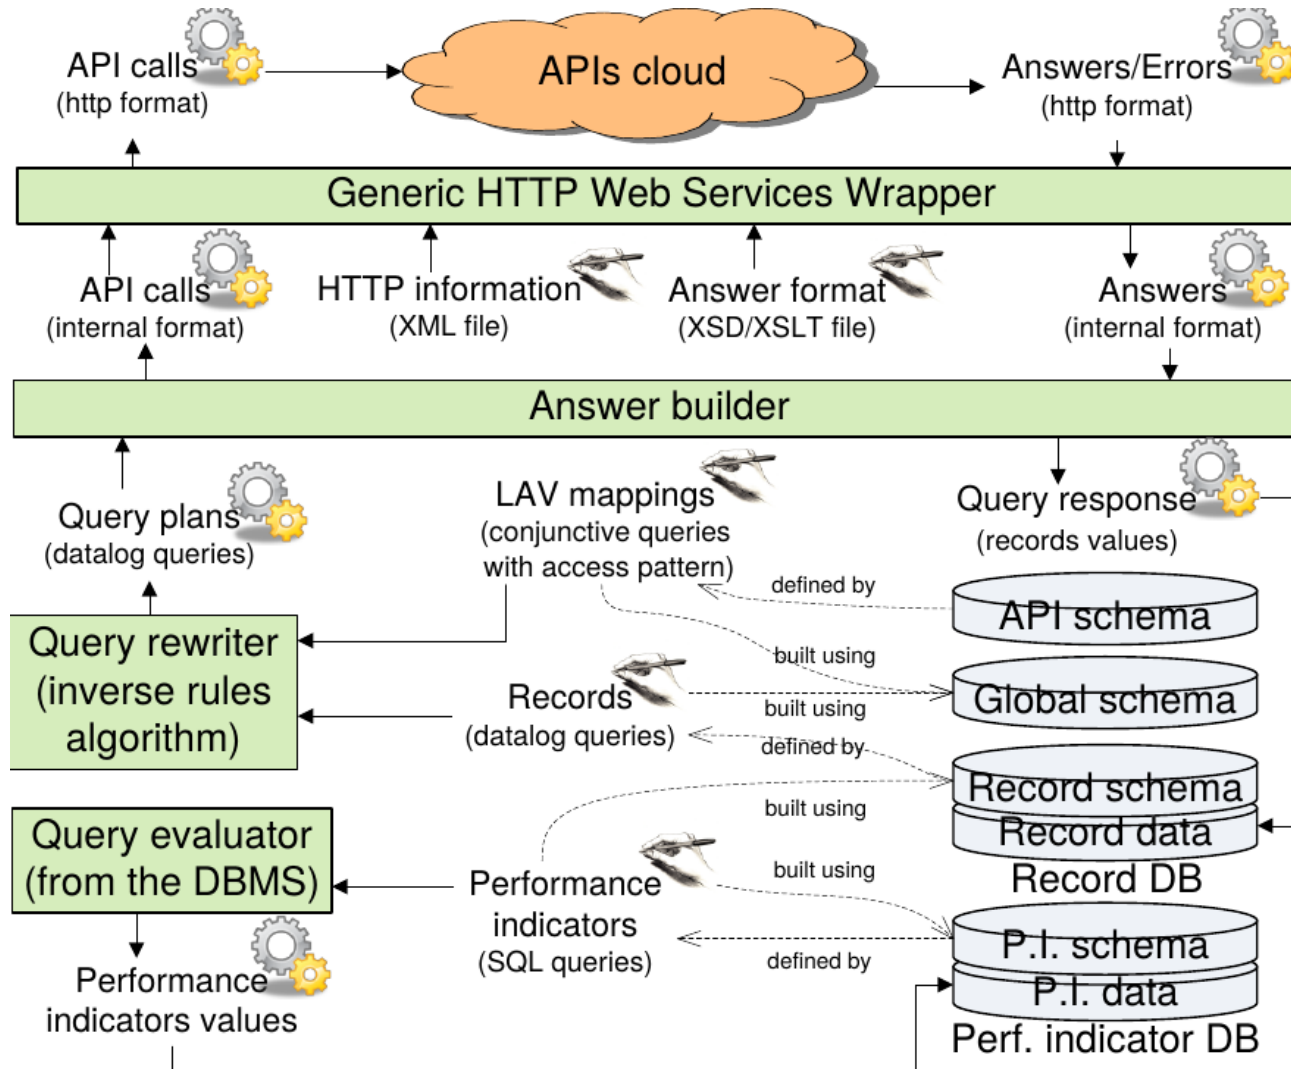 API calls
(http format)
APIs cloud
Answers/Errors
(http format)
Generic HTTP Web Services Wrapper
API calls
(internal format)
HTTP information
(XML file)
Answer format
(XSD/XSLT file)
Answers
(internal format)
Answer builder
Query plans
(datalog queries)
LAV mappings
(conjunctive queries
with access pattern)
Query response
(records values)
defined by
API schema
Query rewriter
(inverse rules
algorithm)
built using
Records
(datalog queries)
built using
Global schema
defined by
Record schema
built using
Record data
Record DB
Query evaluator
(from the DBMS)
Performance
indicators
(SQL queries)
built using
defined by
P.I. schema
P.I. data
Perf. indicator DB
Performance
indicators values